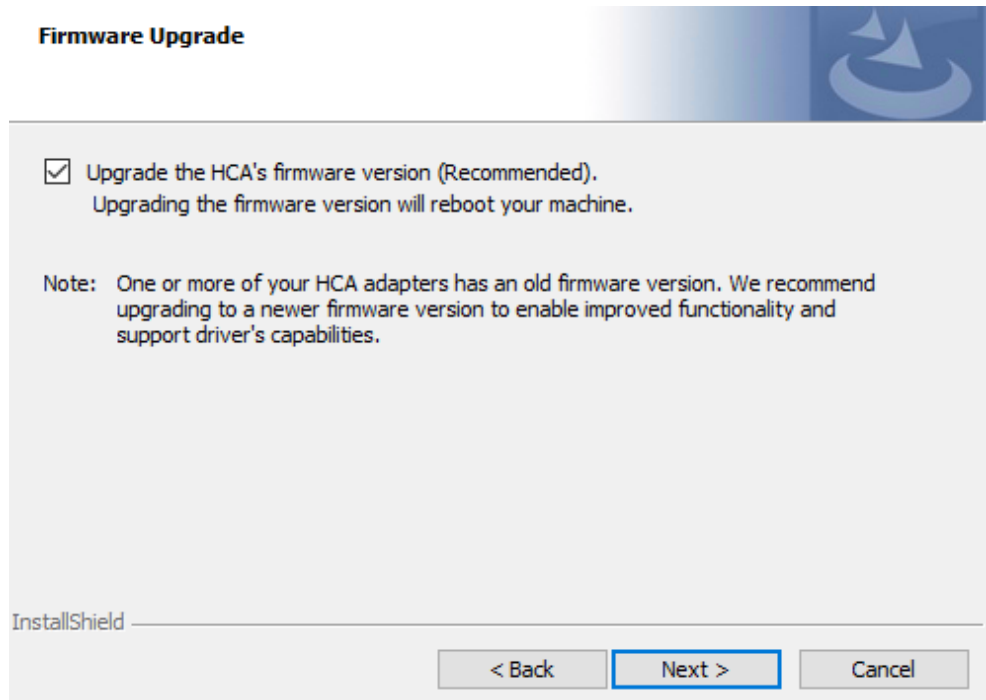 Firmware Upgrade
Upgrade the HCA's firmware version (Recommended).
Upgrading the firmware version will reboot your machine.
Note: One or more of your HCA adapters has an old firmware version. We recommend
upgrading to a newer firmware version to enable improved functionality and
support driver's capabilities.
InstallShield
< Back Next > Cancel